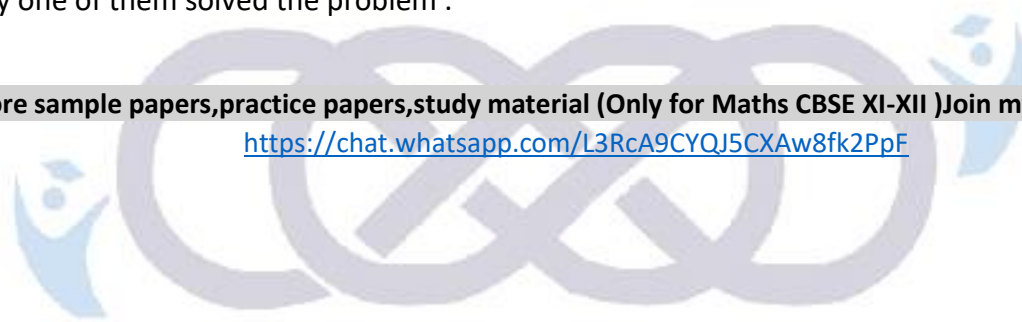 y one of them solved the problem .
re sample papers,practice papers,study material (Only for Maths CBSE XI-XII )Join m
https://chat.whatsapp.com/L3RcA9CYQJ5CXAw8fk2PpF